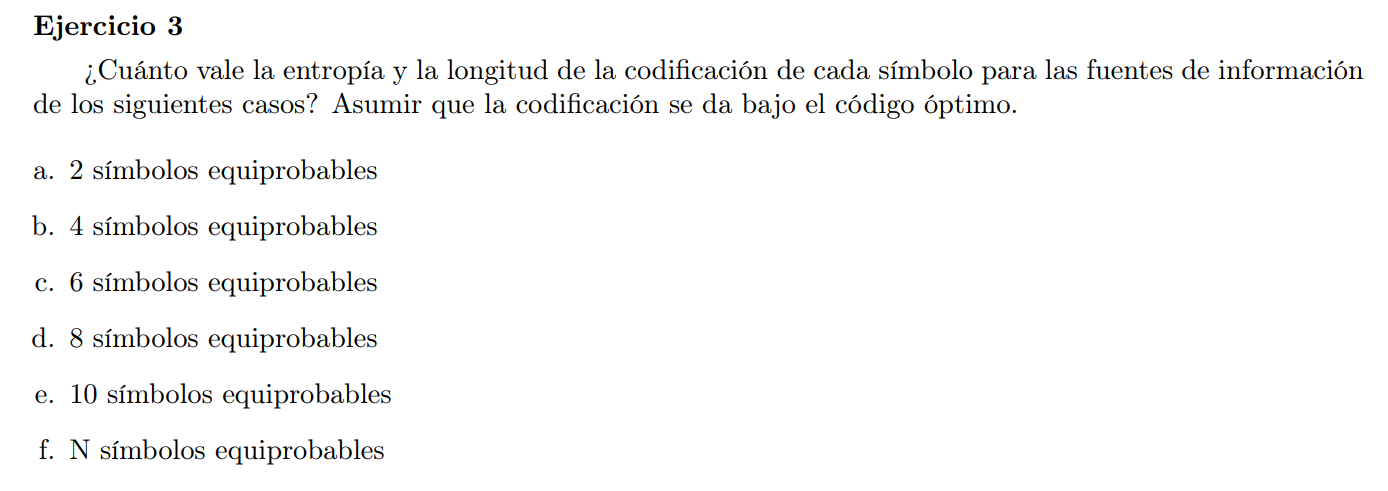 Ejercicio 3
¿Cuánto vale la entropía y la longitud de la codificación de cada símbolo para las fuentes de información
de los siguientes casos? Asumir que la codificación se da bajo el código óptimo.
a. 2 símbolos equiprobables
b. 4 símbolos equiprobables
c. 6 símbolos equiprobables
d. 8 símbolos equiprobables
e. 10 símbolos equiprobables
f. N símbolos equiprobables